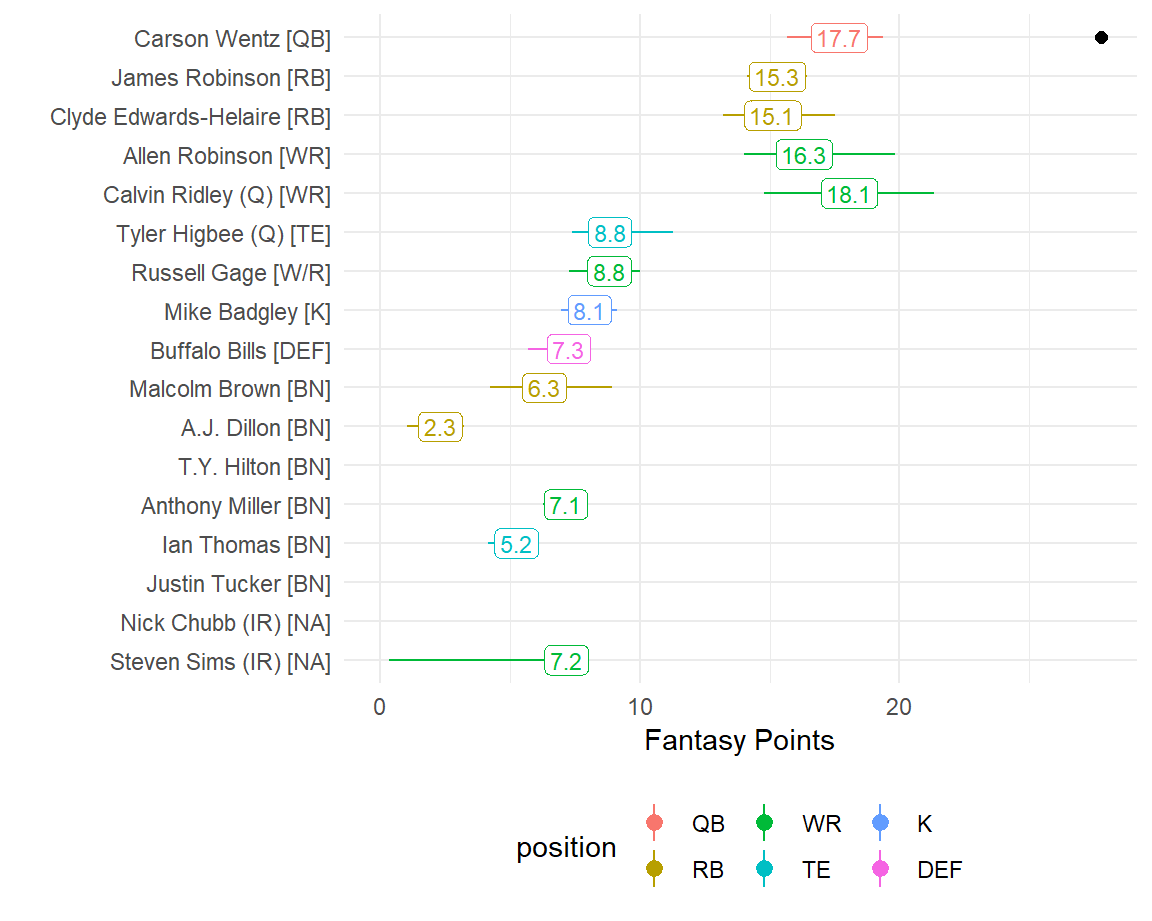 Carson Wentz [QB] 17.7
James Robinson [RB] 15.3
Clyde Edwards-Helaire [RB] 15.1
Allen Robinson [WR] 16.3
Calvin Ridley (Q) [WR] 18.1
Tyler Higbee (Q) [TE] 8.8
Russell Gage [W/R] 8.8
Mike Badgley [K] 8.1
Buffalo Bills [DEF] 7.3
Malcolm Brown [BN] 6.3
A.J. Dillon [BN] 2.3
T.Y. Hilton [BN]
Anthony Miller [BN] 7.1
Ian Thomas [BN] 5.2
Justin Tucker [BN]
Nick Chubb (IR) [NA]
Steven Sims (IR) [NA] 7.2
0 10 20
Fantasy Points
position
QB WR K
RB TE DEF